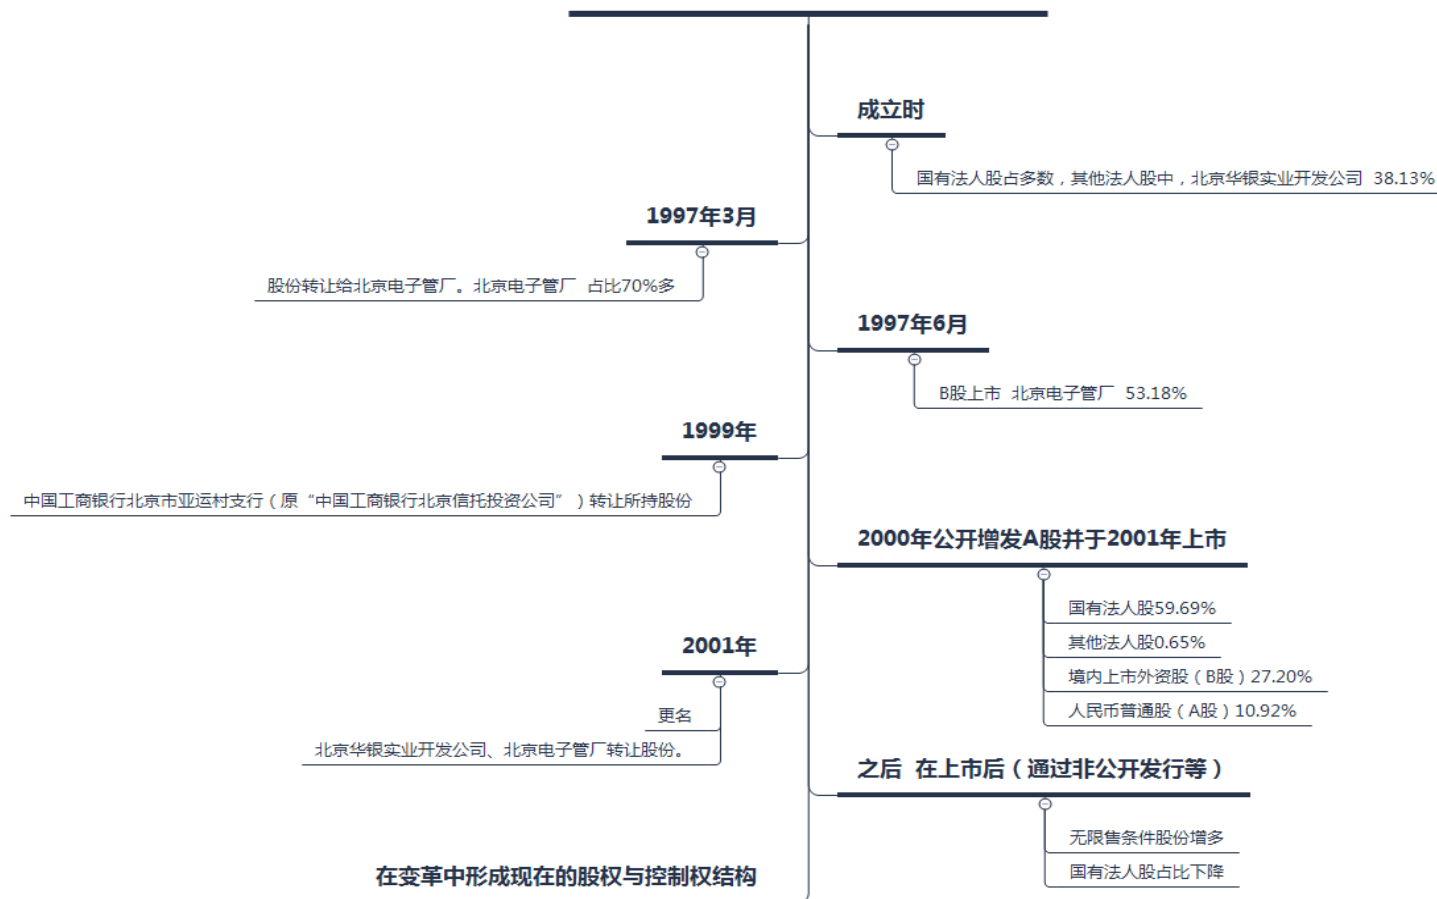 成立时
国有法人股占多数，其他法人股中，北京华银实业开发公司 38.13%
1997年3月
股份转让给北京电子管厂。北京电子管厂 占比70%多
1997年6月
B股上市 北京电子管厂 53.18%
1999年
中国工商银行北京市亚运村支行（原“中国工商银行北京信托投资公司”）转让所持股份
2000年公开增发A股并于2001年上市
国有法人股59.69%
其他法人股0.65%
境内上市外资股（B股）27.20%
人民币普通股（A股）10.92%
2001年
更名
北京华银实业开发公司、北京电子管厂转让股份。
之后 在上市后（通过非公开发行等）
无限售条件股份增多
国有法人股占比下降
在变革中形成现在的股权与控制权结构